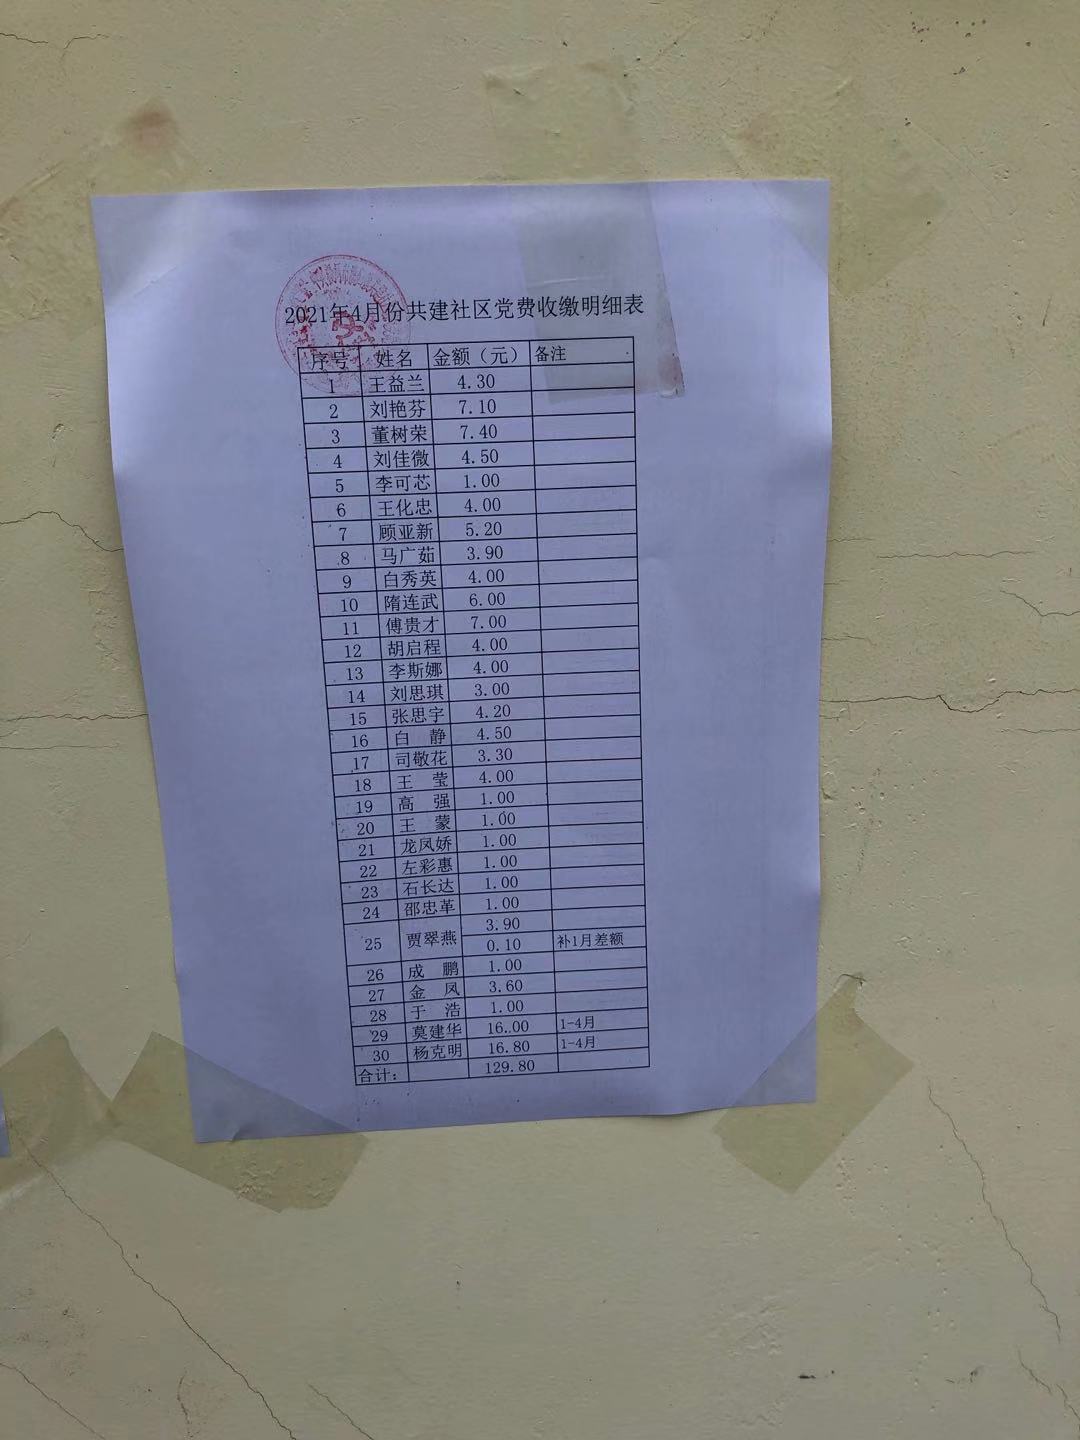 2021年4月份共建社区党费收缴明细表
序号 姓名 金额（元） 备注
1 王益兰 4.30
2 刘艳芬 7.10
3 董树荣 7.40
4 刘佳微 4.50
5 李可芯 1.00
6 王化忠 4.00
7 顾亚新 5.20
8 马广茹 3.90
9 白秀英 4.00
10 隋连武 6.00
11 傅贵才 7.00
12 胡启程 4.00
13 李斯娜 4.00
14 刘思琪 3.00
15 张思宇 4.20
16 白 静 4.50
17 司敬花 3.30
18 王 莹 4.00
19 高 强 1.00
20 王 蒙 1.00
21 龙凤娇 1.00
22 左彩惠 1.00
23 石长达 1.00
24 邵忠革 1.00
25 贾翠燕 3.90
0.10 补1月差额
26 成 鹏 1.00
27 金 凤 3.60
28 于 浩 1.00
29 莫建华 16.00 1-4月
30 杨克明 16.80 1-4月
合计： 129.80